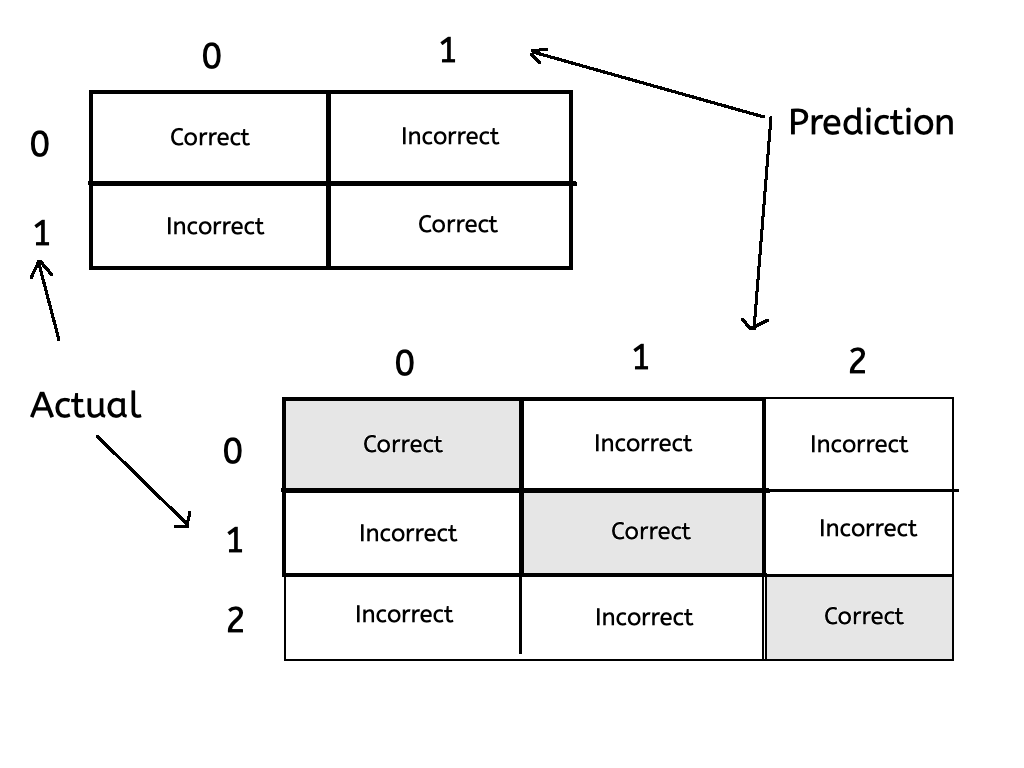 0 1
Prediction
0 Correct Incorrect
1 Incorrect Correct
Actual
0 1 2
0 Correct Incorrect Incorrect
1 Incorrect Correct Incorrect
2 Incorrect Incorrect Correct